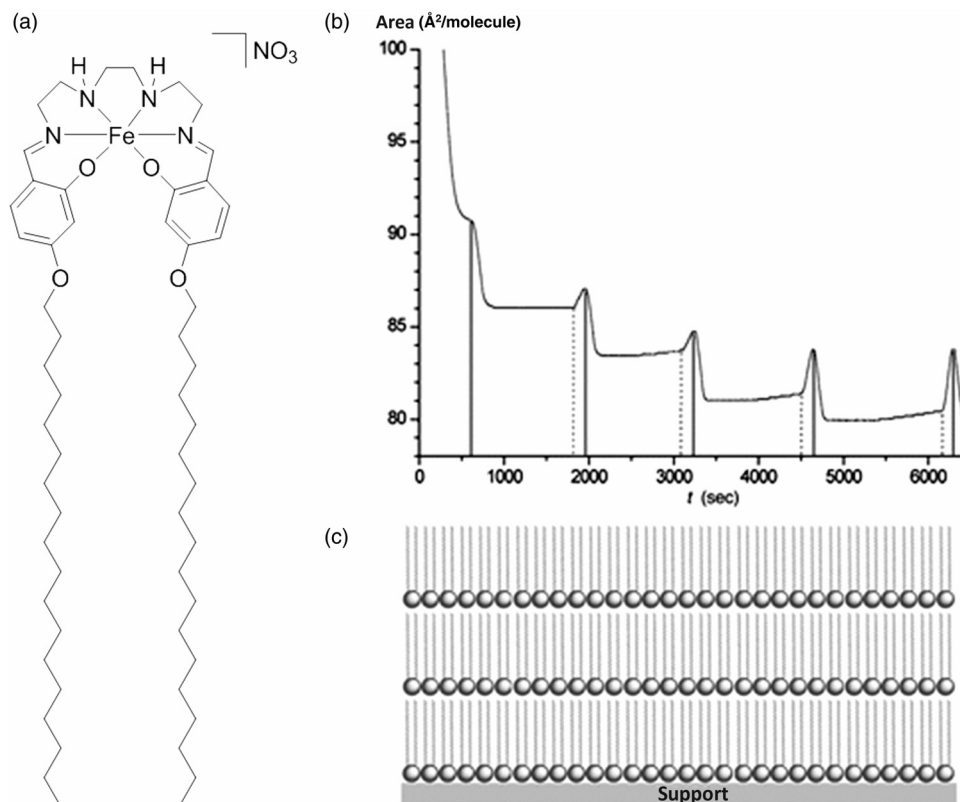 (a)
H H
NO3
N N
N Fe N
O O
O O
(b) Area (Å²/molecule)
100
95
90
85
80
0 1000 2000 3000 4000 5000 6000
t (sec)
(c)
Support